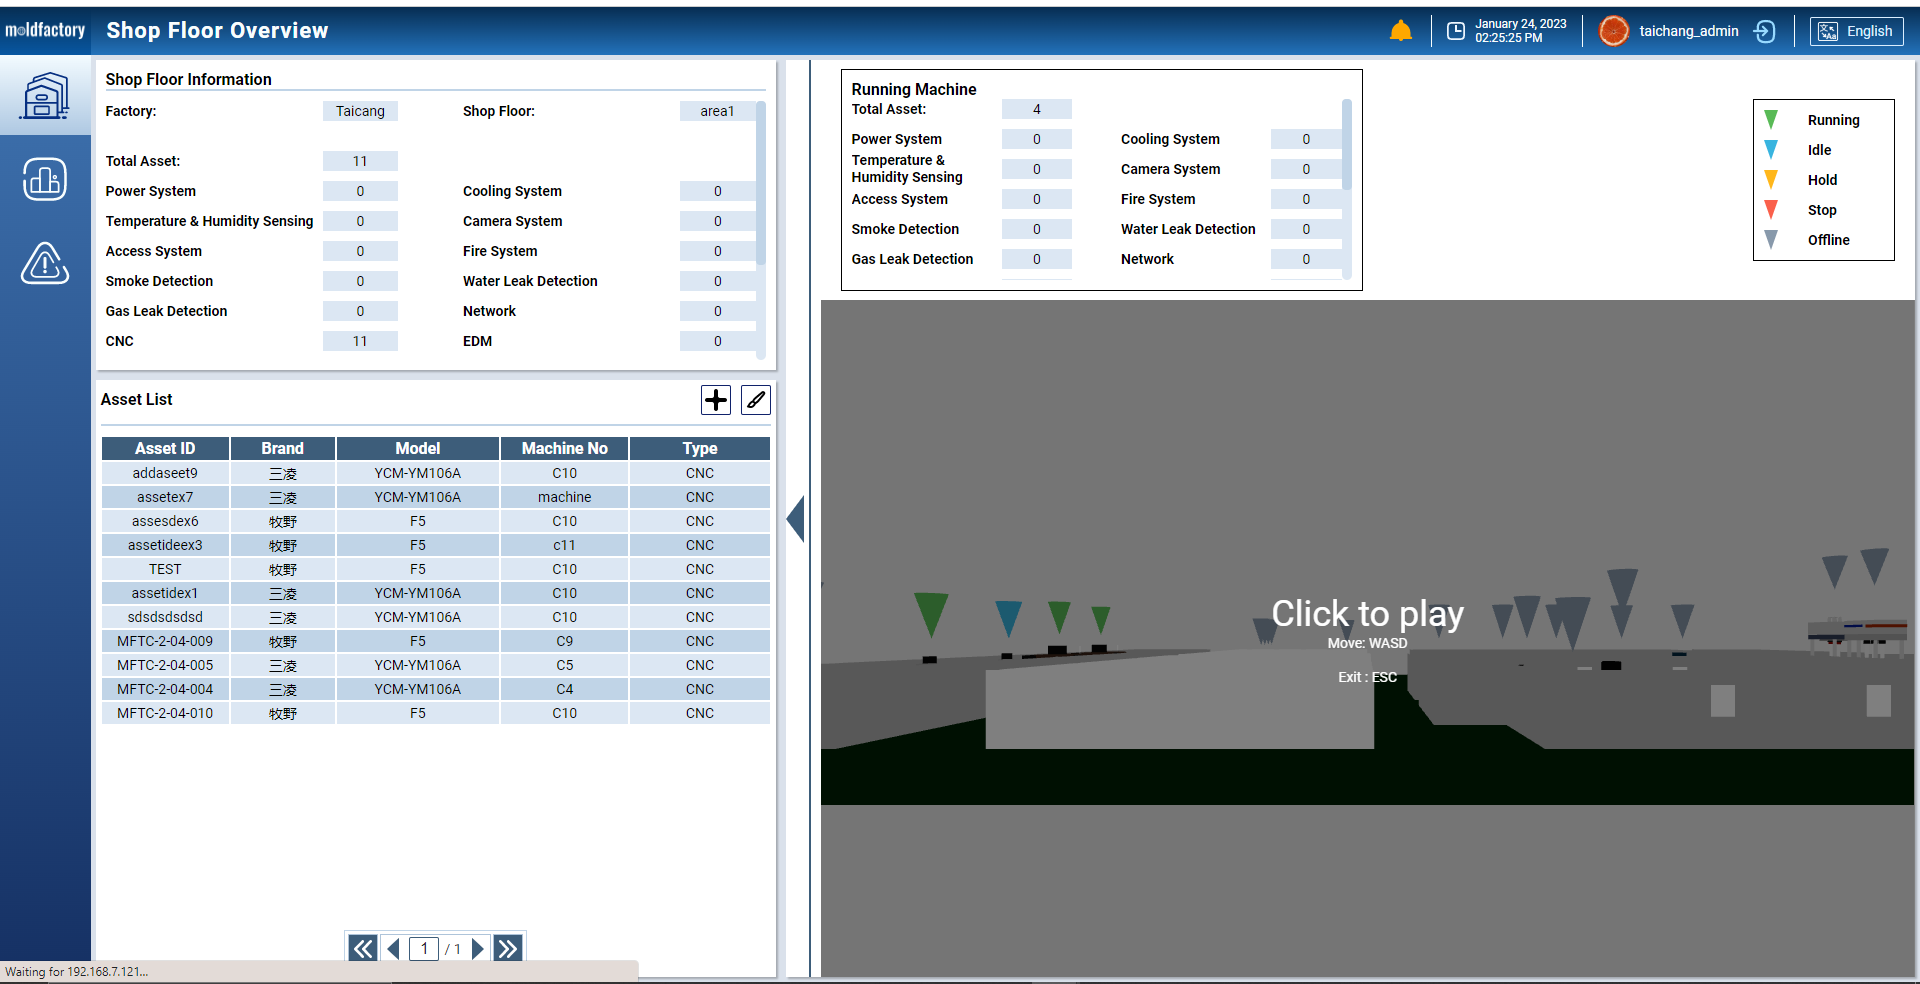 moldfactory
Shop Floor Overview
January 24, 2023
02:25:25 PM
taichang_admin
English
Shop Floor Information
Factory: Taicang Shop Floor: area1
Total Asset: 11
Power System 0 Cooling System 0
Temperature & Humidity Sensing 0 Camera System 0
Access System 0 Fire System 0
Smoke Detection 0 Water Leak Detection 0
Gas Leak Detection 0 Network 0
CNC 11 EDM 0
Asset List
Asset ID Brand Model Machine No Type
addaseet9 三凌 YCM-YM106A C10 CNC
assetex7 三凌 YCM-YM106A machine CNC
assesdex6 牧野 F5 C10 CNC
assetideex3 牧野 F5 c11 CNC
TEST 牧野 F5 C10 CNC
assetidex1 三凌 YCM-YM106A C10 CNC
sdsdsdsdsd 三凌 YCM-YM106A C10 CNC
MFTC-2-04-009 牧野 F5 C9 CNC
MFTC-2-04-005 三凌 YCM-YM106A C5 CNC
MFTC-2-04-004 三凌 YCM-YM106A C4 CNC
MFTC-2-04-010 牧野 F5 C10 CNC
1 / 1
Waiting for 192.168.7.121...
Running Machine
Total Asset: 4
Power System 0 Cooling System 0
Temperature &
Humidity Sensing 0 Camera System 0
Access System 0 Fire System 0
Smoke Detection 0 Water Leak Detection 0
Gas Leak Detection 0 Network 0
Running
Idle
Hold
Stop
Offline
Click to play
Move: WASD
Exit : ESC